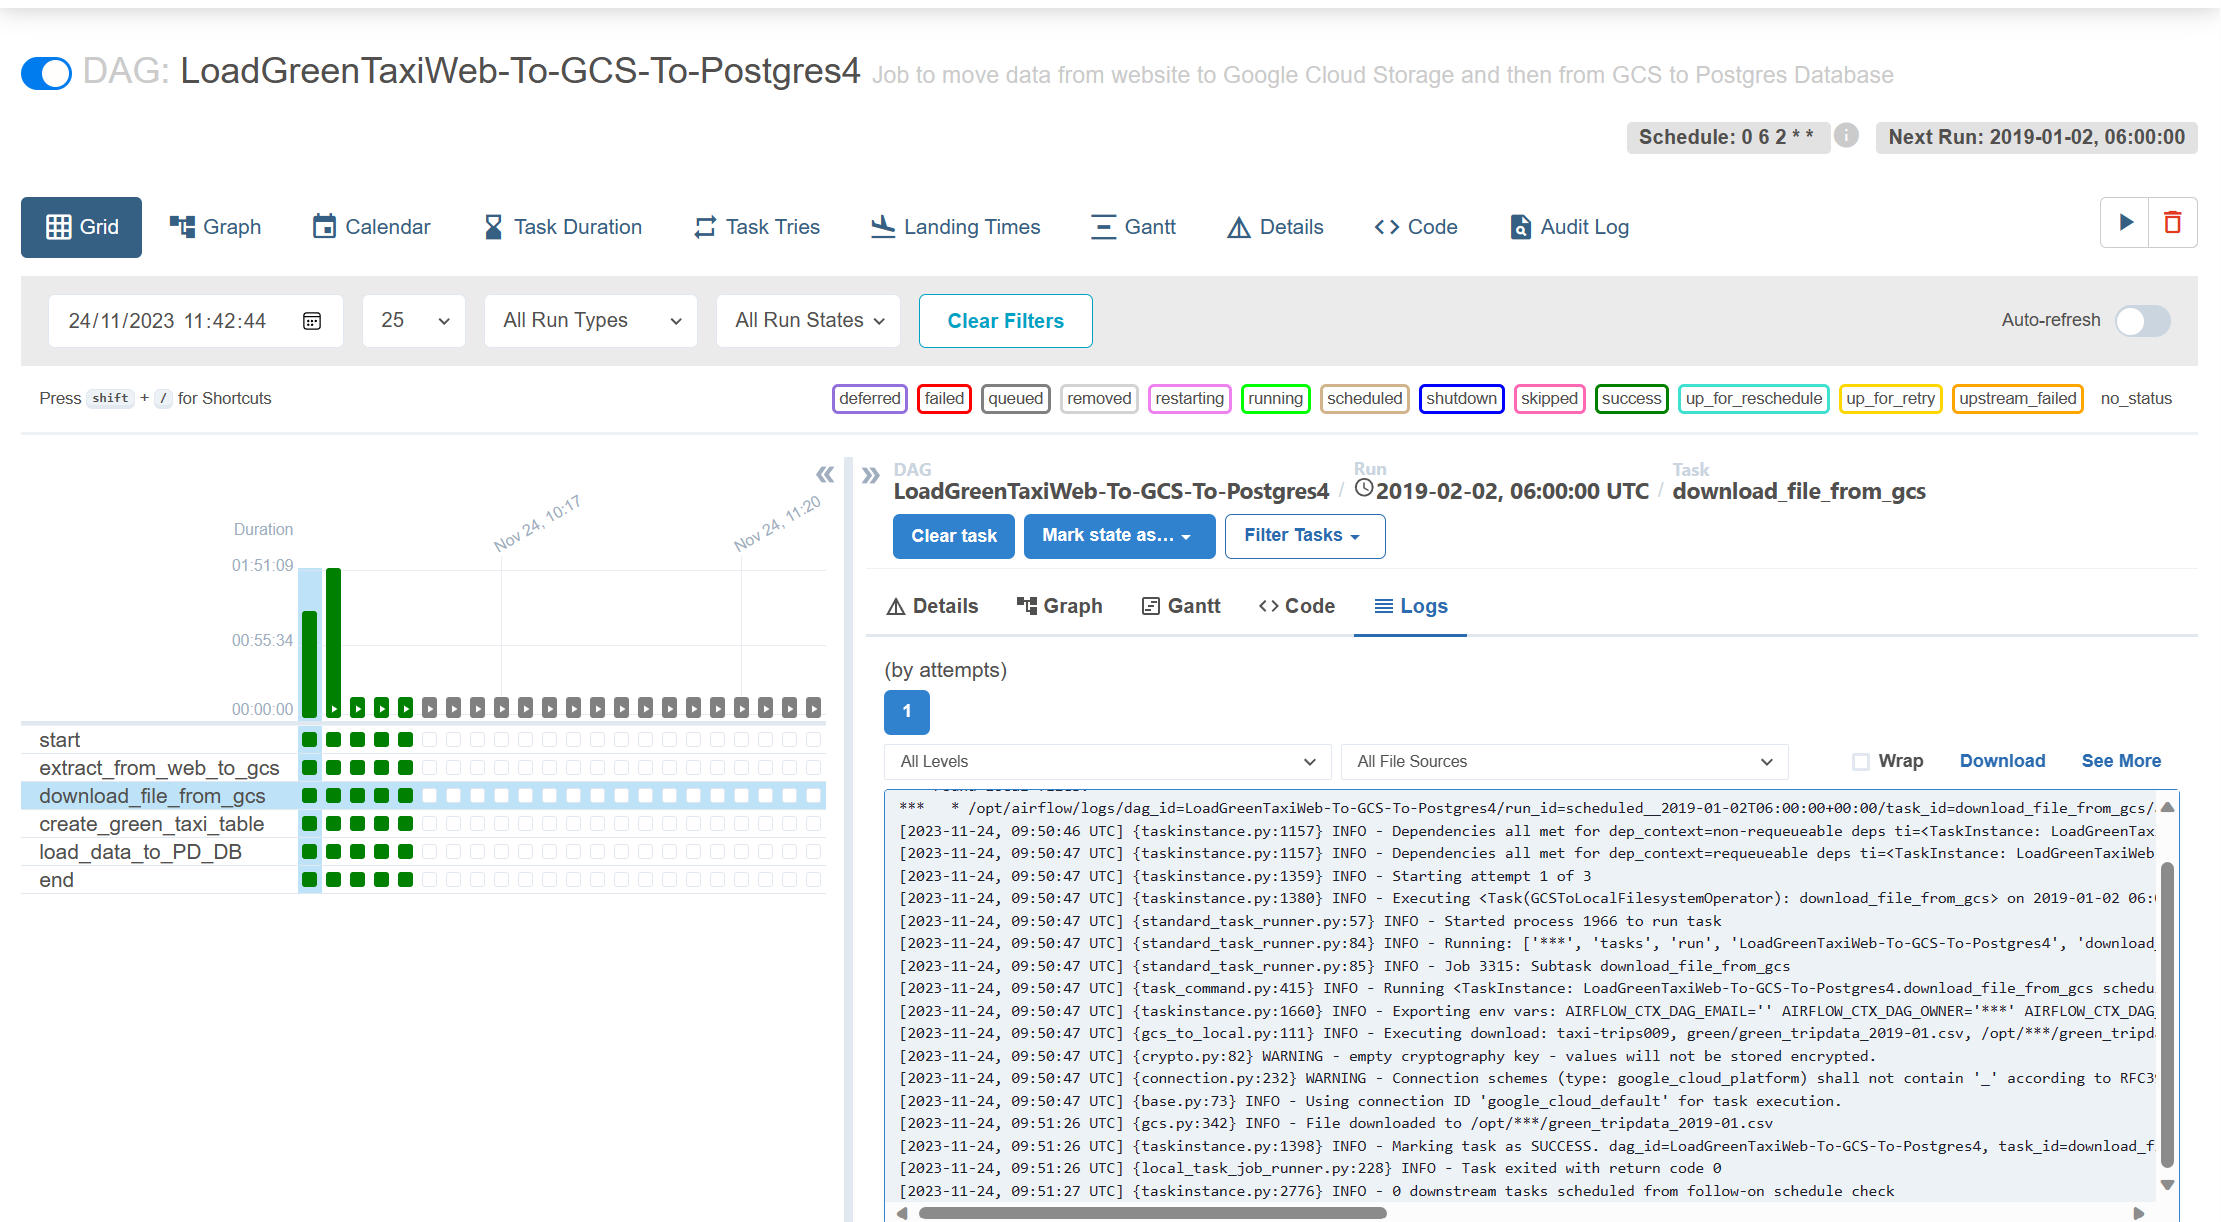 DAG: LoadGreenTaxiWeb-To-GCS-To-Postgres4 Job to move data from website to Google Cloud Storage and then from GCS to Postgres Database
Schedule: 0 6 2 * * Next Run: 2019-01-02, 06:00:00
Grid Graph Calendar Task Duration Task Tries Landing Times Gantt Details Code Audit Log
24/11/2023 11:42:44 25 All Run Types All Run States Clear Filters Auto-refresh
Press shift + / for Shortcuts deferred failed queued removed restarting running scheduled shutdown skipped success up_for_reschedule up_for_retry upstream_failed no_status
Duration
01:51:09
00:55:34
00:00:00
Nov 24, 10:17
Nov 24, 11:20
start
extract_from_web_to_gcs
download_file_from_gcs
create_green_taxi_table
load_data_to_PD_DB
end
DAG Run Task
LoadGreenTaxiWeb-To-GCS-To-Postgres4 / 2019-02-02, 06:00:00 UTC / download_file_from_gcs
Clear task Mark state as... Filter Tasks
Details Graph Gantt Code Logs
(by attempts)
1
All Levels All File Sources Wrap Download See More
*** * /opt/airflow/logs/dag_id=LoadGreenTaxiWeb-To-GCS-To-Postgres4/run_id=scheduled__2019-01-02T06:00:00+00:00/task_id=download_file_from_gcs/
[2023-11-24, 09:50:46 UTC] {taskinstance.py:1157} INFO - Dependencies all met for dep_context=non-requeueable deps ti=<TaskInstance: LoadGreenTax
[2023-11-24, 09:50:47 UTC] {taskinstance.py:1157} INFO - Dependencies all met for dep_context=requeueable deps ti=<TaskInstance: LoadGreenTaxiWeb
[2023-11-24, 09:50:47 UTC] {taskinstance.py:1359} INFO - Starting attempt 1 of 3
[2023-11-24, 09:50:47 UTC] {taskinstance.py:1380} INFO - Executing <Task(GCSToLocalFilesystemOperator): download_file_from_gcs> on 2019-01-02 06:
[2023-11-24, 09:50:47 UTC] {standard_task_runner.py:57} INFO - Started process 1966 to run task
[2023-11-24, 09:50:47 UTC] {standard_task_runner.py:84} INFO - Running: ['***', 'tasks', 'run', 'LoadGreenTaxiWeb-To-GCS-To-Postgres4', 'download_
[2023-11-24, 09:50:47 UTC] {standard_task_runner.py:85} INFO - Job 3315: Subtask download_file_from_gcs
[2023-11-24, 09:50:47 UTC] {task_command.py:415} INFO - Running <TaskInstance: LoadGreenTaxiWeb-To-GCS-To-Postgres4.download_file_from_gcs schedu
[2023-11-24, 09:50:47 UTC] {taskinstance.py:1660} INFO - Exporting env vars: AIRFLOW_CTX_DAG_EMAIL='' AIRFLOW_CTX_DAG_OWNER='***' AIRFLOW_CTX_DAG_
[2023-11-24, 09:50:47 UTC] {gcs_to_local.py:111} INFO - Executing download: taxi-trips009, green/green_tripdata_2019-01.csv, /opt/***/green_tripd
[2023-11-24, 09:50:47 UTC] {crypto.py:82} WARNING - empty cryptography key - values will not be stored encrypted.
[2023-11-24, 09:50:47 UTC] {connection.py:232} WARNING - Connection schemes (type: google_cloud_platform) shall not contain '_' according to RFC3
[2023-11-24, 09:50:47 UTC] {base.py:73} INFO - Using connection ID 'google_cloud_default' for task execution.
[2023-11-24, 09:51:26 UTC] {gcs.py:342} INFO - File downloaded to /opt/***/green_tripdata_2019-01.csv
[2023-11-24, 09:51:26 UTC] {taskinstance.py:1398} INFO - Marking task as SUCCESS. dag_id=LoadGreenTaxiWeb-To-GCS-To-Postgres4, task_id=download_f
[2023-11-24, 09:51:26 UTC] {local_task_job_runner.py:228} INFO - Task exited with return code 0
[2023-11-24, 09:51:27 UTC] {taskinstance.py:2776} INFO - 0 downstream tasks scheduled from follow-on schedule check